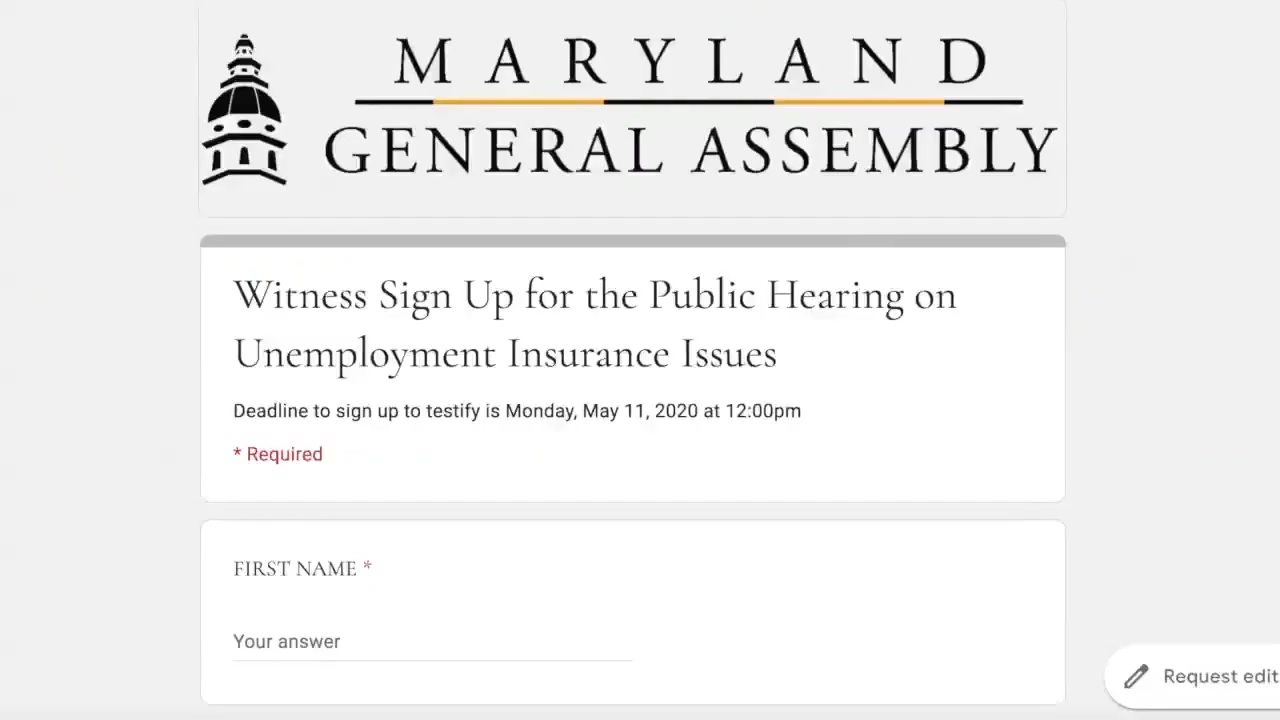 MARYLAND
GENERAL ASSEMBLY
Witness Sign Up for the Public Hearing on
Unemployment Insurance Issues
Deadline to sign up to testify is Monday, May 11, 2020 at 12:00pm
* Required
FIRST NAME *
Your answer
Request edit